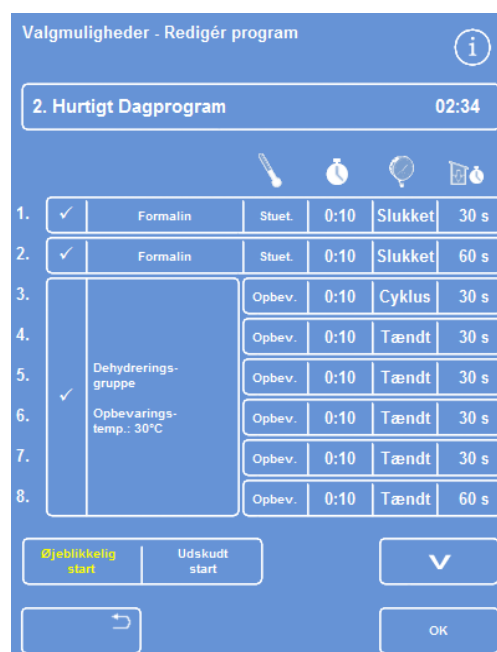 Valgmuligheder - Redigér program
i
2. Hurtigt Dagprogram 02:34
1. Formalin Stuet. 0:10 Slukket 30 s
2. Formalin Stuet. 0:10 Slukket 60 s
3. Opbev. 0:10 Cyklus 30 s
4. Opbev. 0:10 Tændt 30 s
5. Opbev. 0:10 Tændt 30 s
6. Opbev. 0:10 Tændt 30 s
7. Opbev. 0:10 Tændt 30 s
8. Opbev. 0:10 Tændt 60 s
Dehydrerings-
gruppe
Opbevarings-
temp.: 30°C
Øjeblikkelig
start
Udskudt
start
OK